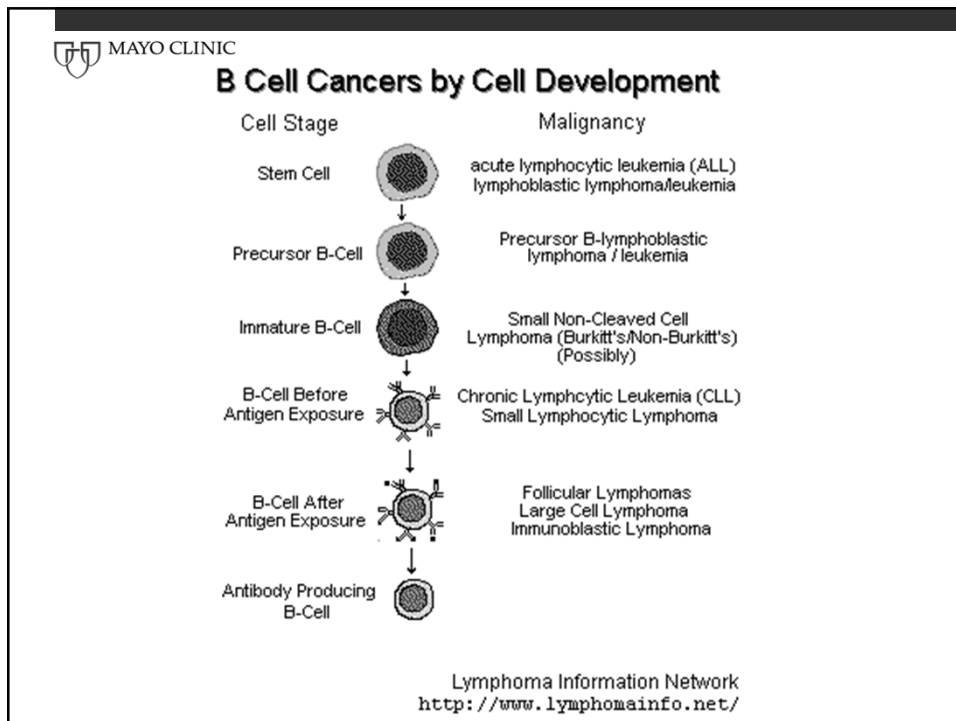 MAYO CLINIC
B Cell Cancers by Cell Development
Cell Stage
Malignancy
Stem Cell
acute lymphocytic leukemia (ALL)
lymphoblastic lymphoma/leukemia
Precursor B-Cell
Precursor B-lymphoblastic
lymphoma / leukemia
Immature B-Cell
Small Non-Cleaved Cell
Lymphoma (Burkitt's/Non-Burkitt's)
(Possibly)
B-Cell Before
Antigen Exposure
Chronic Lymphcytic Leukemia (CLL)
Small Lymphocytic Lymphoma
B-Cell After
Antigen Exposure
Follicular Lymphomas
Large Cell Lymphoma
Immunoblastic Lymphoma
Antibody Producing
B-Cell
Lymphoma Information Network
http://www.lymphomainfo.net/